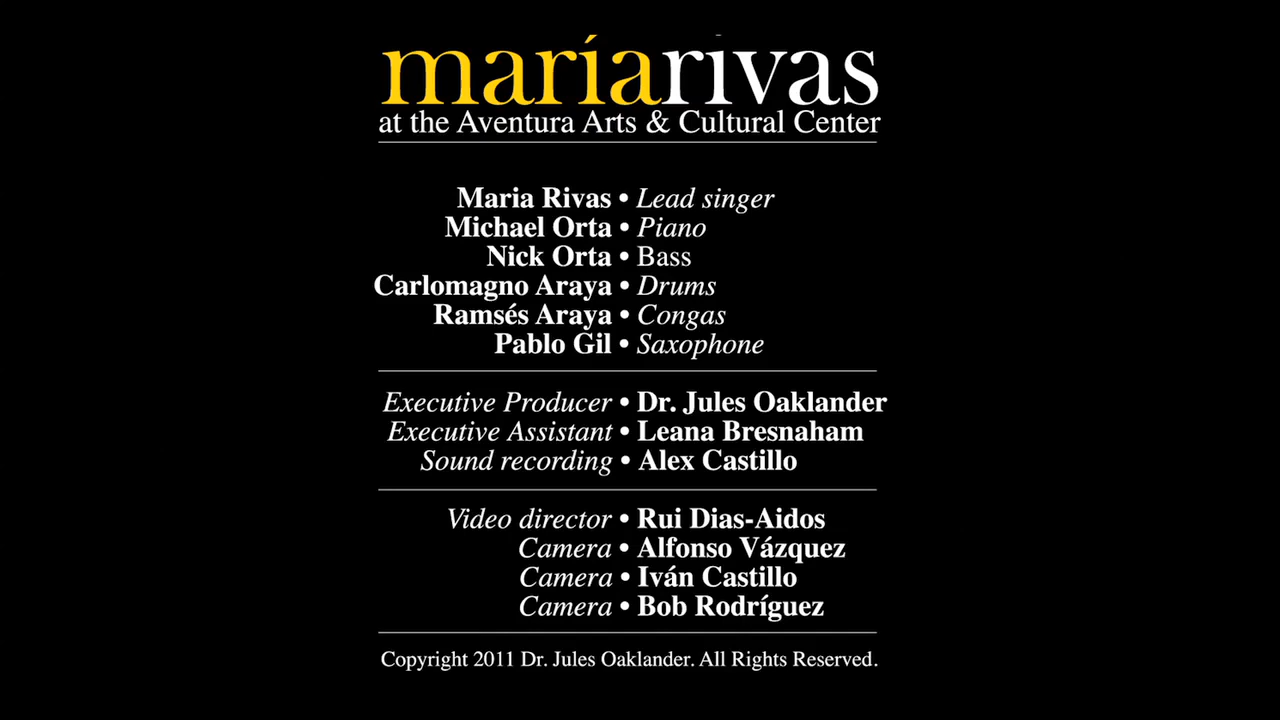 maríarivas
at the Aventura Arts & Cultural Center
Maria Rivas • Lead singer
Michael Orta • Piano
Nick Orta • Bass
Carlomagno Araya • Drums
Ramsés Araya • Congas
Pablo Gil • Saxophone
Executive Producer • Dr. Jules Oaklander
Executive Assistant • Leana Bresnaham
Sound recording • Alex Castillo
Video director • Rui Dias-Aidos
Camera • Alfonso Vázquez
Camera • Iván Castillo
Camera • Bob Rodríguez
Copyright 2011 Dr. Jules Oaklander. All Rights Reserved.